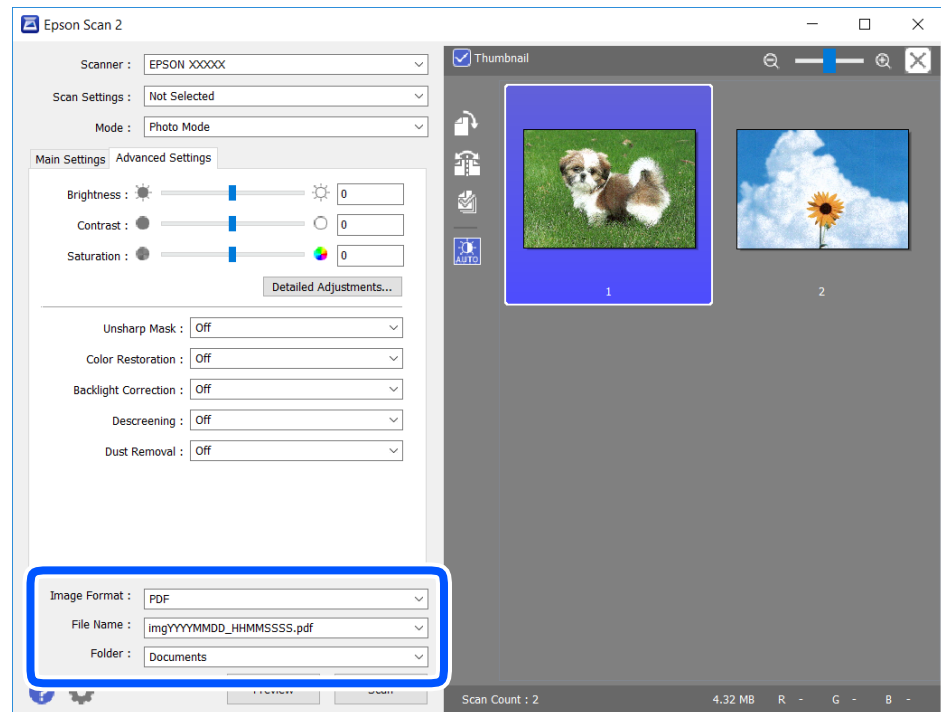 Epson Scan 2
Scanner : EPSON XXXXX
Scan Settings : Not Selected
Mode : Photo Mode
Main Settings Advanced Settings
Brightness : 0
Contrast : 0
Saturation : 0
Detailed Adjustments...
Unsharp Mask : Off
Color Restoration : Off
Backlight Correction : Off
Descreening : Off
Dust Removal : Off
Image Format : PDF
File Name : imgYYYYMMDD_HHMMSSSS.pdf
Folder : Documents
Preview Scan
Thumbnail
AUTO
1 2
Scan Count : 2 4.32 MB R - G - B -